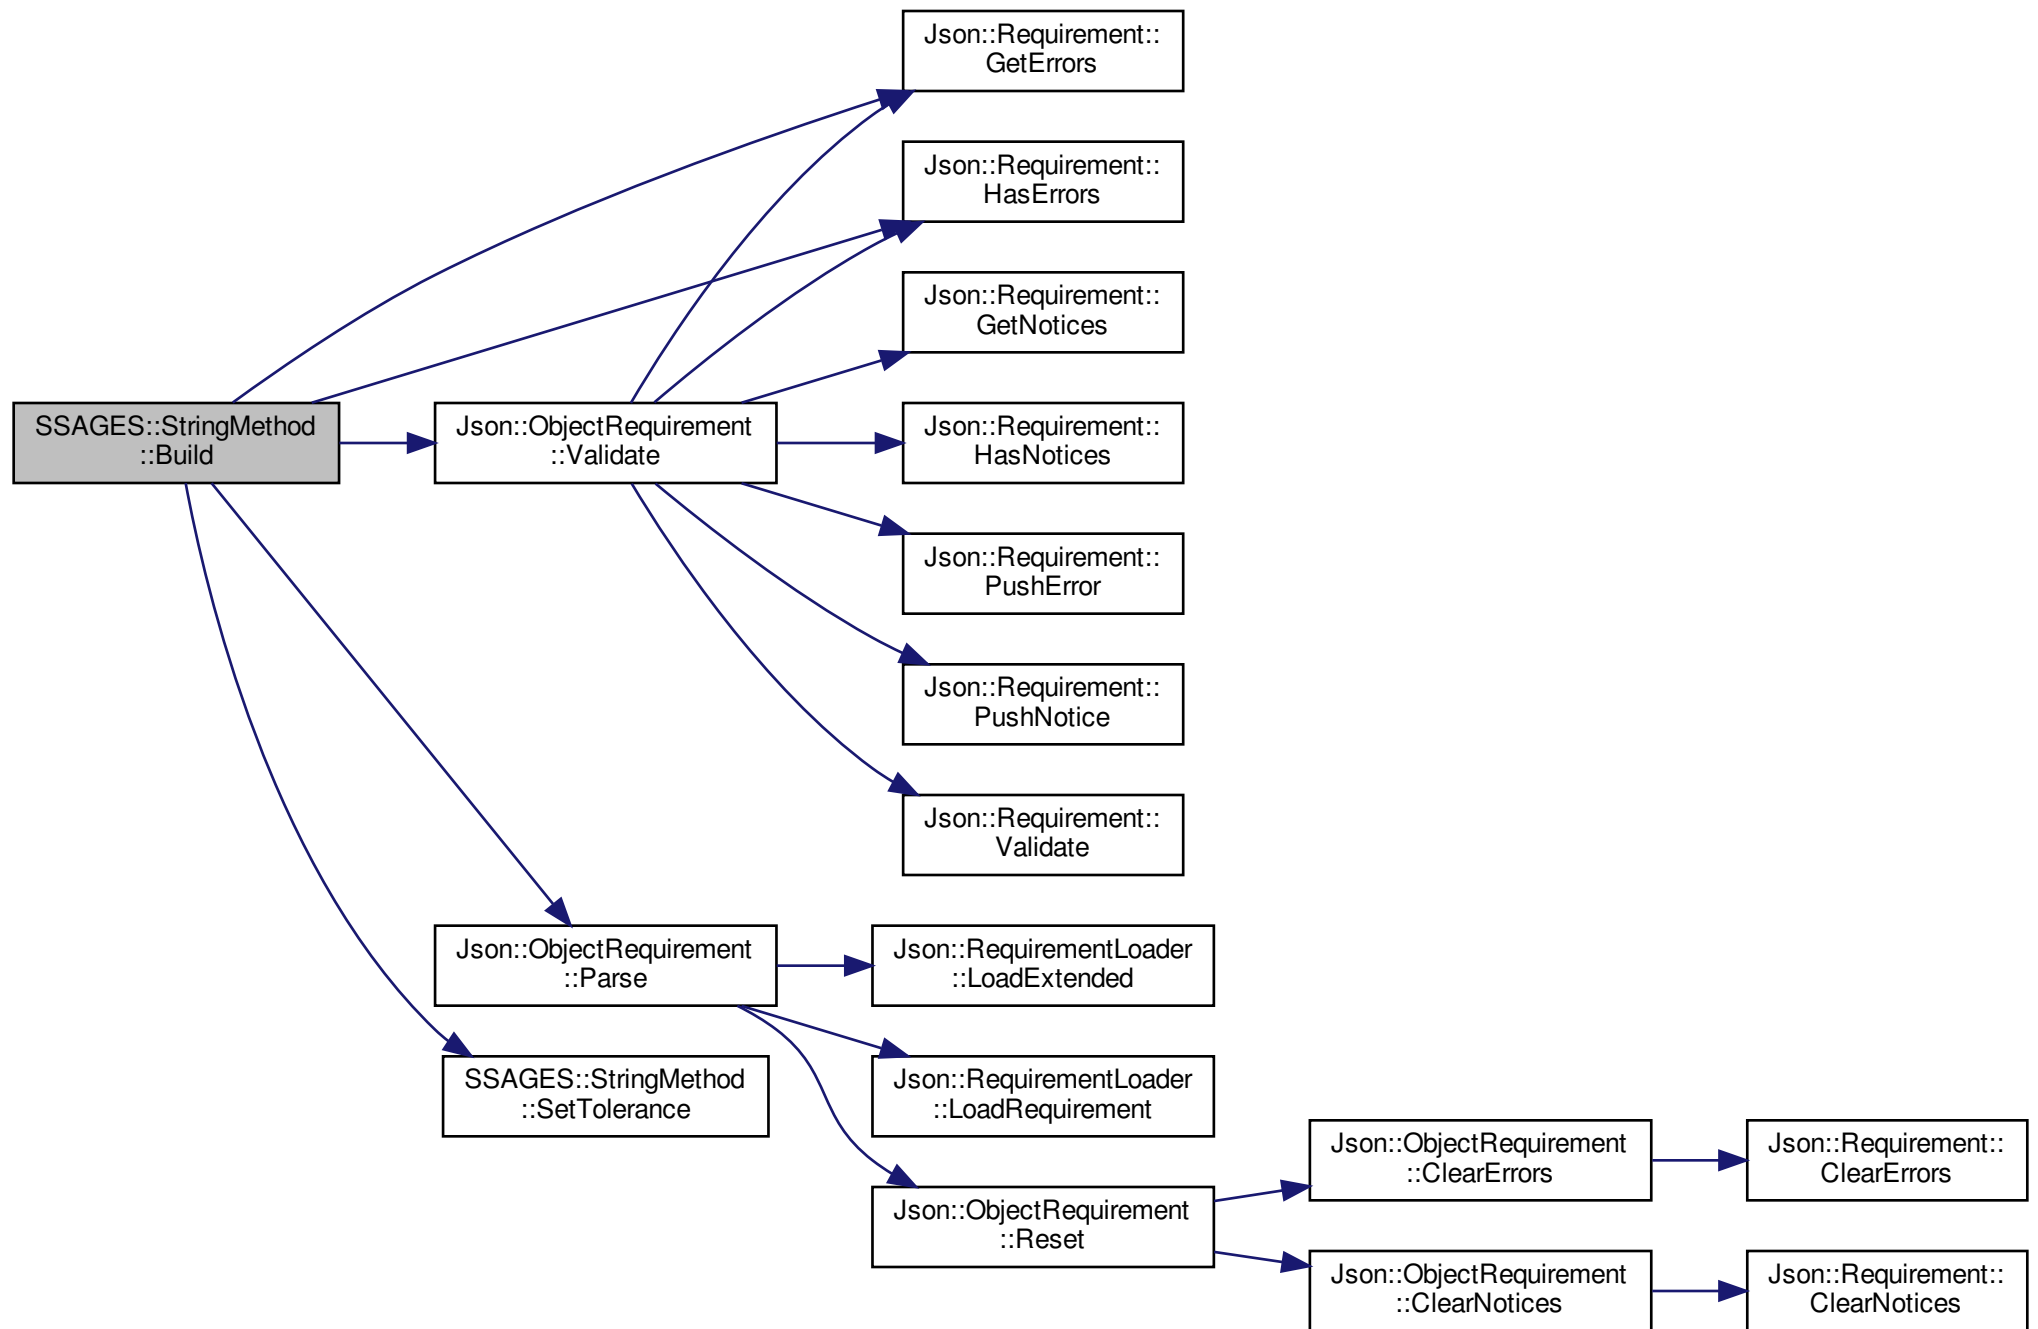 Json::Requirement::
GetErrors
Json::Requirement::
HasErrors
Json::Requirement::
GetNotices
SSAGES::StringMethod
::Build
Json::ObjectRequirement
::Validate
Json::Requirement::
HasNotices
Json::Requirement::
PushError
Json::Requirement::
PushNotice
Json::Requirement::
Validate
Json::ObjectRequirement
::Parse
Json::RequirementLoader
::LoadExtended
SSAGES::StringMethod
::SetTolerance
Json::RequirementLoader
::LoadRequirement
Json::ObjectRequirement
::Reset
Json::ObjectRequirement
::ClearErrors
Json::Requirement::
ClearErrors
Json::ObjectRequirement
::ClearNotices
Json::Requirement::
ClearNotices